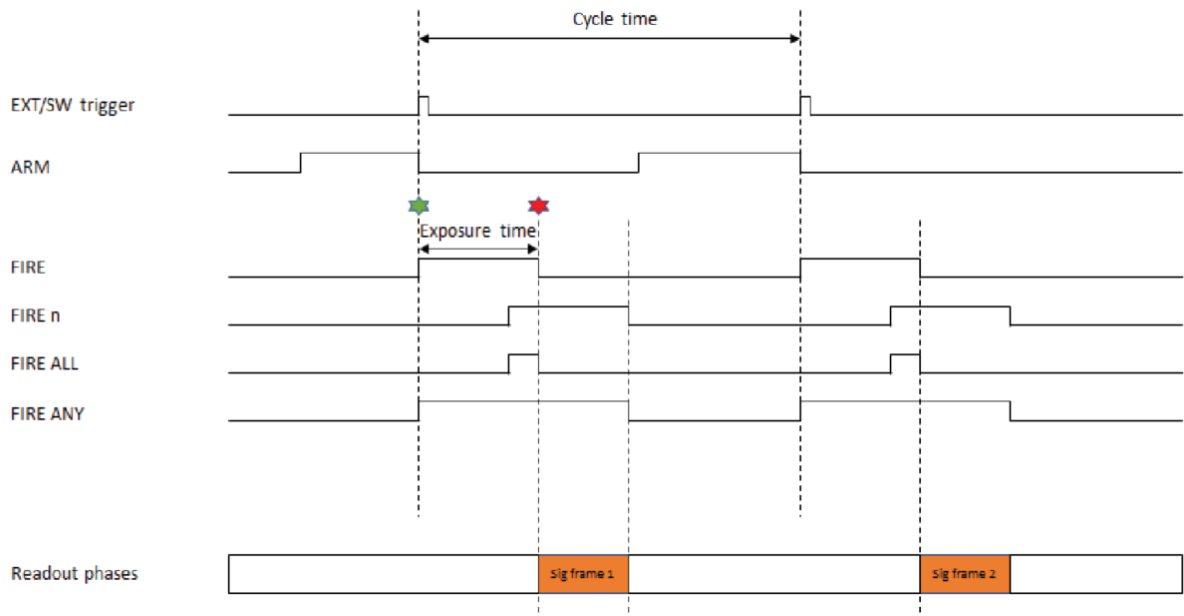 Cycle time
EXT/SW trigger
ARM
Exposure time
FIRE
FIRE n
FIRE ALL
FIRE ANY
Readout phases
Sig frame 1
Sig frame 2